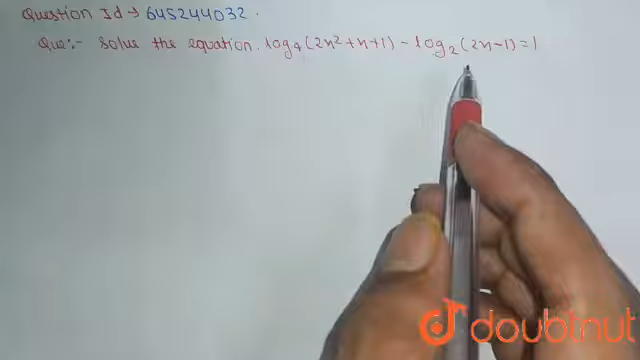 Question Id → 645244032.
Que:- Solve the equation. log₄(2x²+x+1) - log₂(2x-1)=1
doubtnut